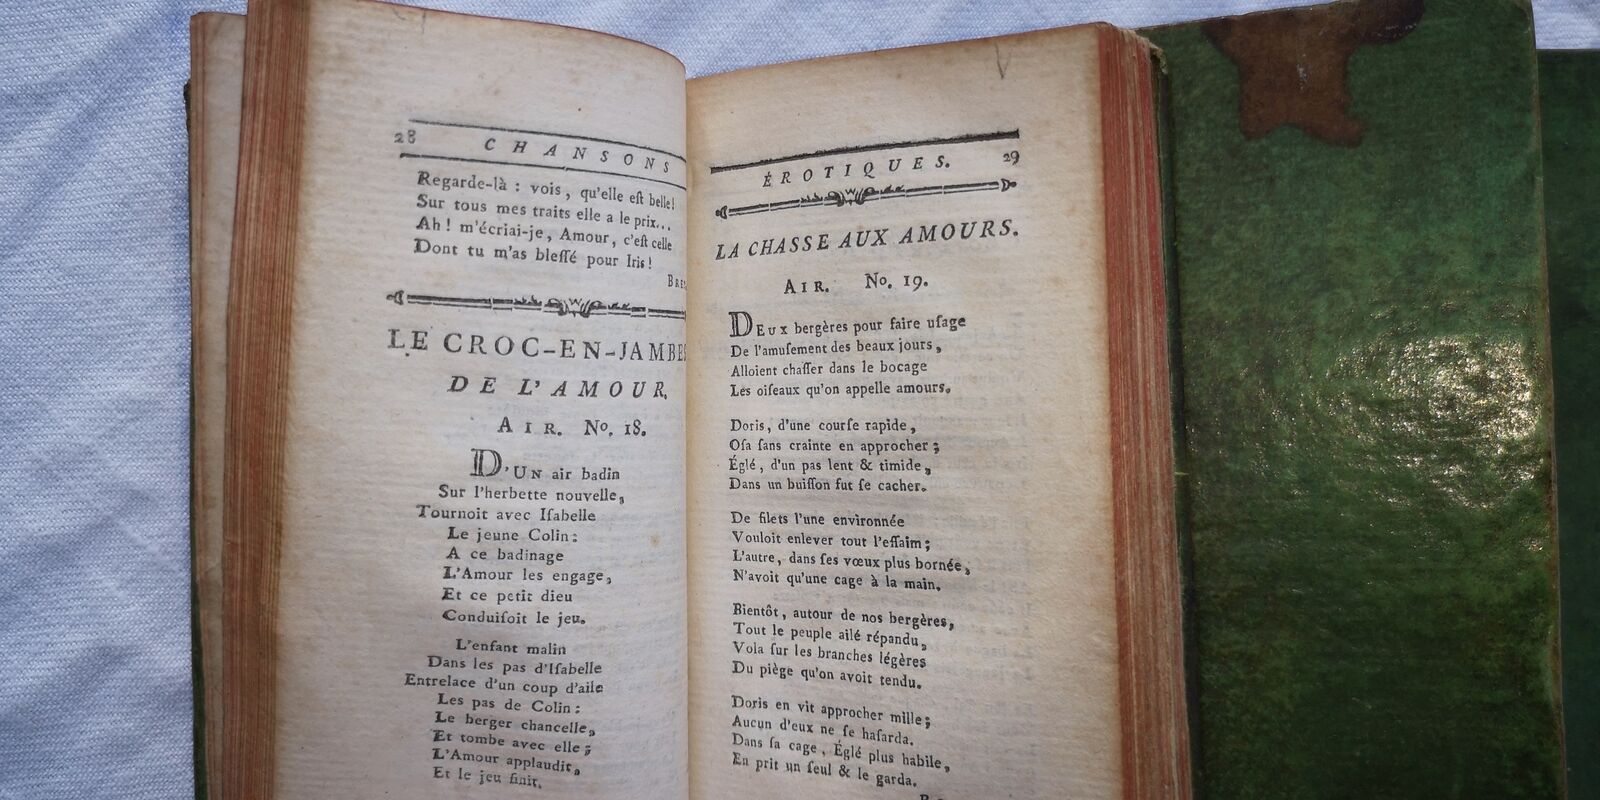 28 CHANSONS
Regarde-là : vois, qu'elle eſt belle!
Sur tous mes traits elle a le prix...
Ah! m'écriai-je, Amour, c'eſt celle
Dont tu m'as bleſſé pour Iris!
LE CROC-EN-JAMBES
DE L'AMOUR.
AIR. No. 18.
D'UN air badin
Sur l'herbette nouvelle,
Tournoit avec Iſabelle
Le jeune Colin:
A ce badinage
L'Amour les engage,
Et ce petit dieu
Conduiſoit le jeu.
L'enfant malin
Dans les pas d'Iſabelle
Entrelace d'un coup d'aile
Les pas de Colin:
Le berger chancelle,
Et tombe avec elle;
L'Amour applaudit,
Et le jeu finit.
ÉROTIQUES. 29
LA CHASSE AUX AMOURS.
AIR. No. 19.
DEUX bergères pour faire uſage
De l'amuſement des beaux jours,
Alloient chaſſer dans le bocage
Les oiſeaux qu'on appelle amours.
Doris, d'une courſe rapide,
Oſa ſans crainte en approcher;
Églé, d'un pas lent & timide,
Dans un buiſſon fut ſe cacher.
De filets l'une environnée
Vouloit enlever tout l'eſſaim;
L'autre, dans ſes vœux plus bornée,
N'avoit qu'une cage à la main.
Bientôt, autour de nos bergères,
Tout le peuple ailé répandu,
Vola ſur les branches légères
Du piège qu'on avoit tendu.
Doris en vit approcher mille;
Aucun d'eux ne ſe haſarda.
Dans ſa cage, Églé plus habile,
En prit un ſeul & le garda.